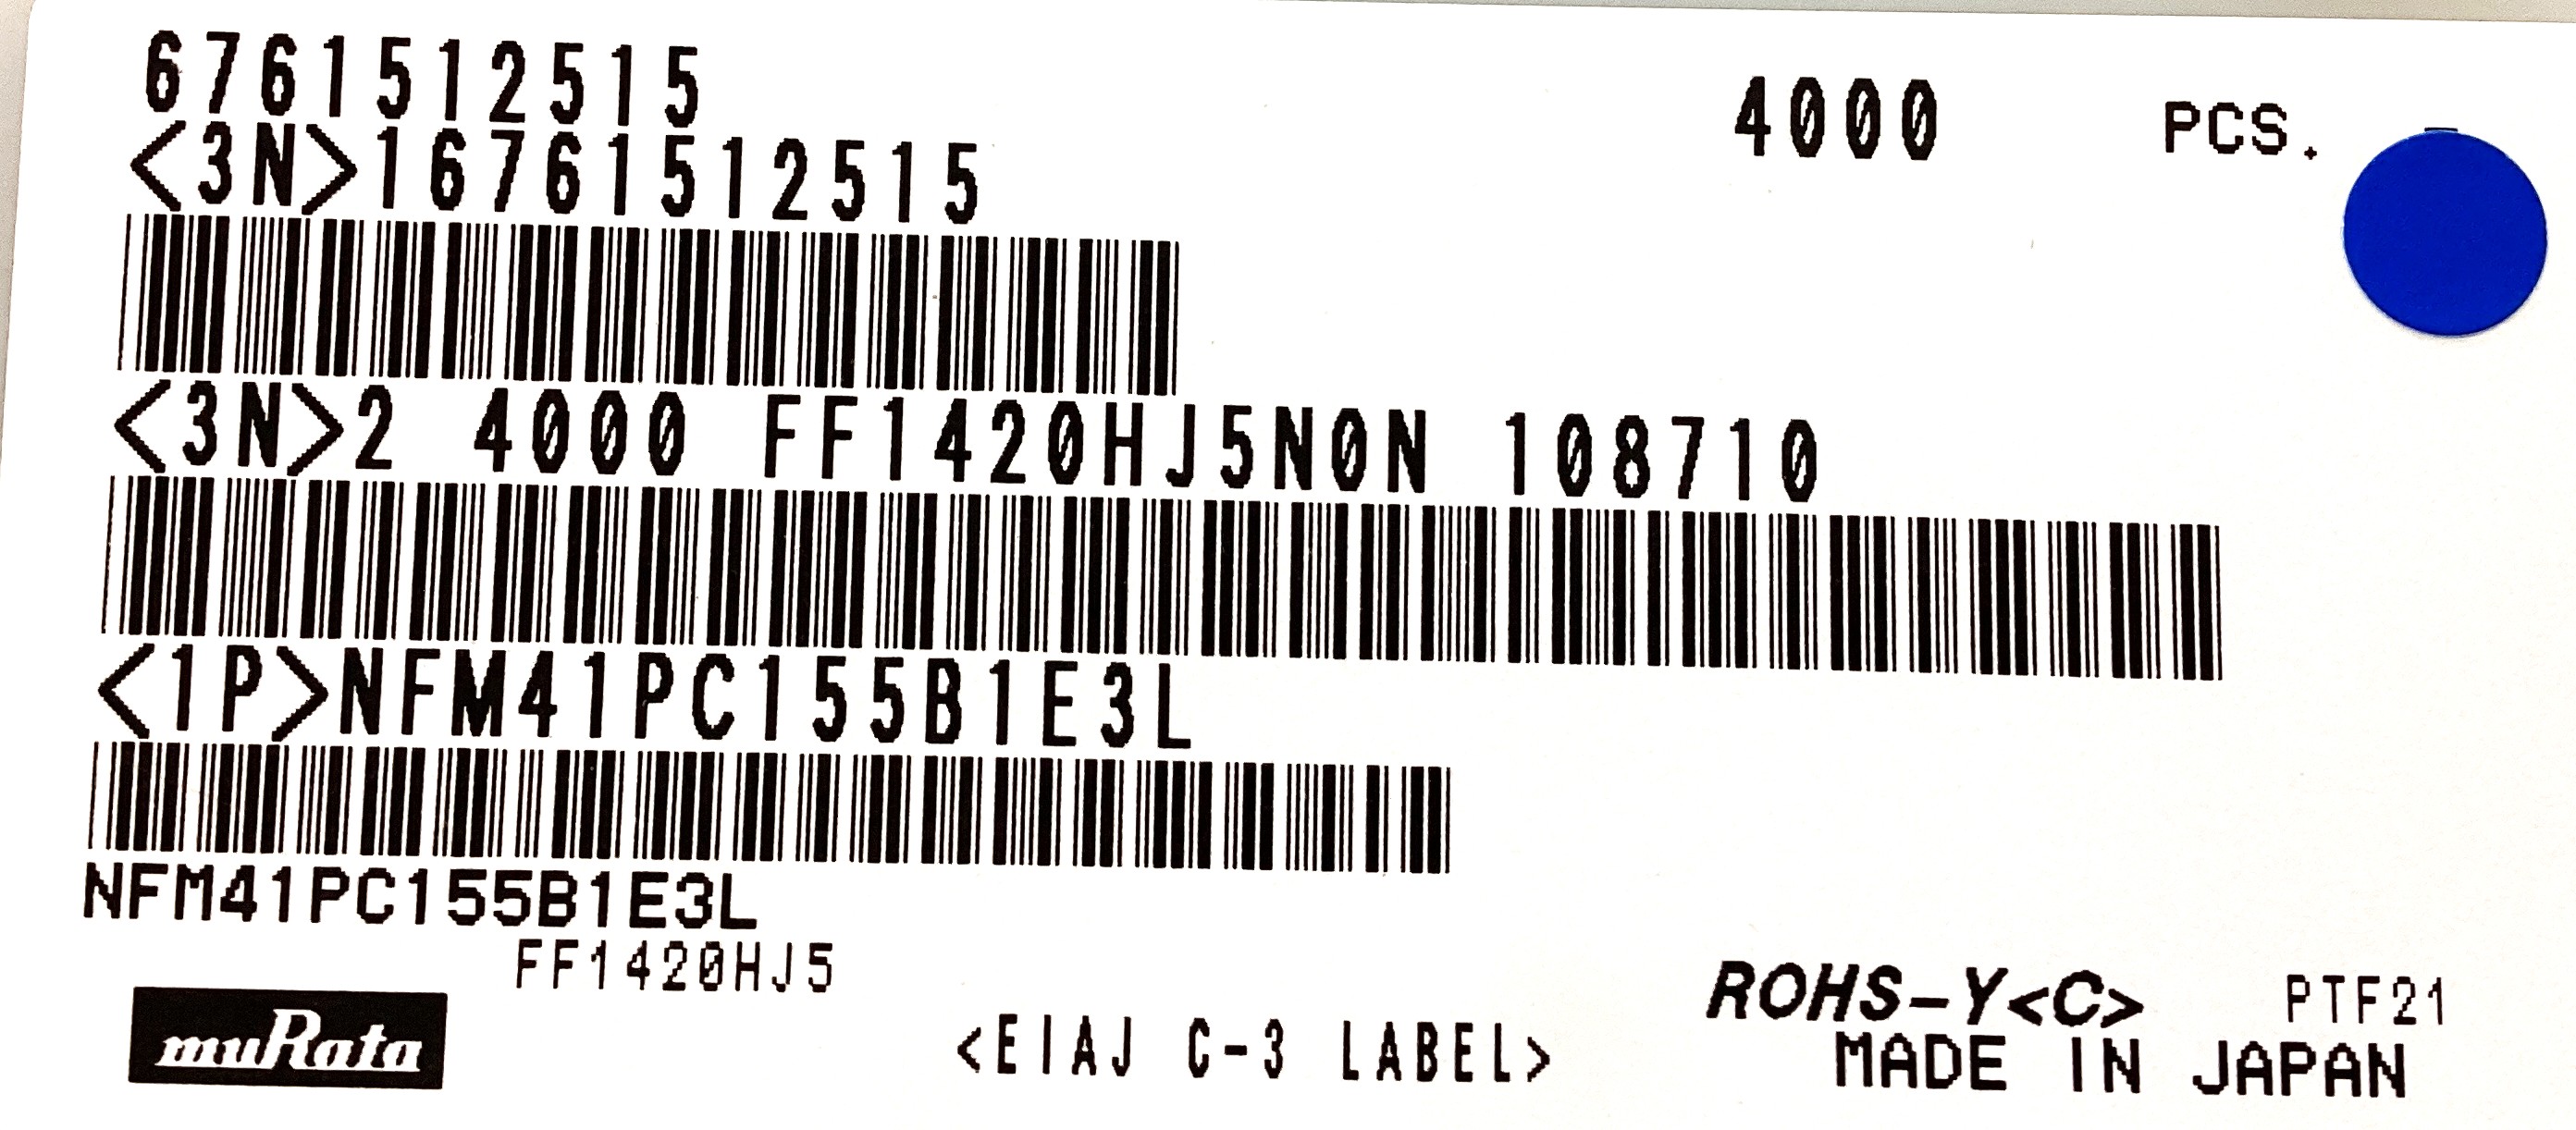 6761512515 4000 PCS.
<3N>16761512515
<3N>2 4000 FF1420HJ5N0N 108710
<1P>NFM41PC155B1E3L
NFM41PC155B1E3L
FF1420HJ5
ROHS-Y<C> PTF21
muRata <EIAJ C-3 LABEL> MADE IN JAPAN